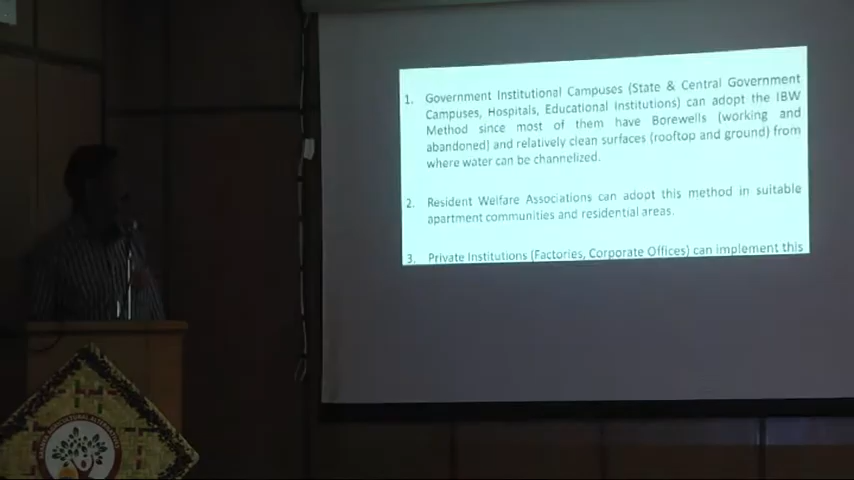 1. Government Institutional Campuses (State & Central Government
Campuses, Hospitals, Educational Institutions) can adopt the IBW
Method since most of them have Borewells (working and
abandoned) and relatively clean surfaces (rooftop and ground) from
where water can be channelized.
2. Resident Welfare Associations can adopt this method in suitable
apartment communities and residential areas.
3. Private Institutions (Factories, Corporate Offices) can implement this